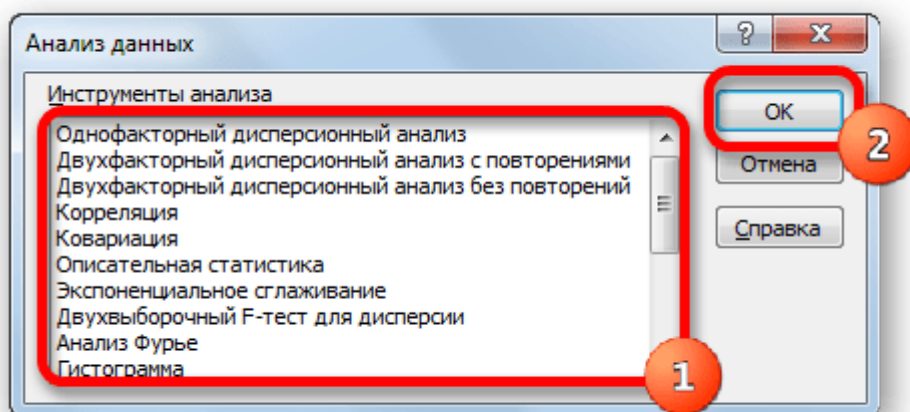 Анализ данных
?
Инструменты анализа
Однофакторный дисперсионный анализ
Двухфакторный дисперсионный анализ с повторениями
Двухфакторный дисперсионный анализ без повторений
Корреляция
Ковариация
Описательная статистика
Экспоненциальное сглаживание
Двухвыборочный F-тест для дисперсии
Анализ Фурье
Гистограмма
1
ОК
2
Отмена
Справка